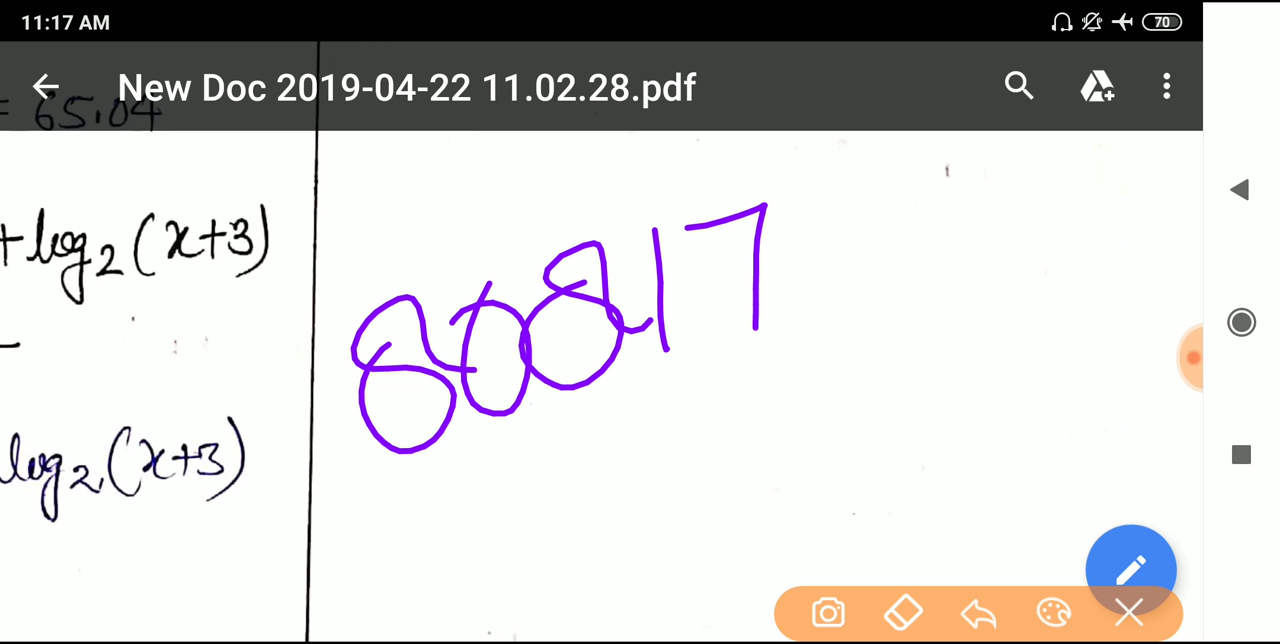 11:17 AM 70
New Doc 2019-04-22 11.02.28.pdf
= 65.04
+log₂(x+3)
80817
log₂(x+3)